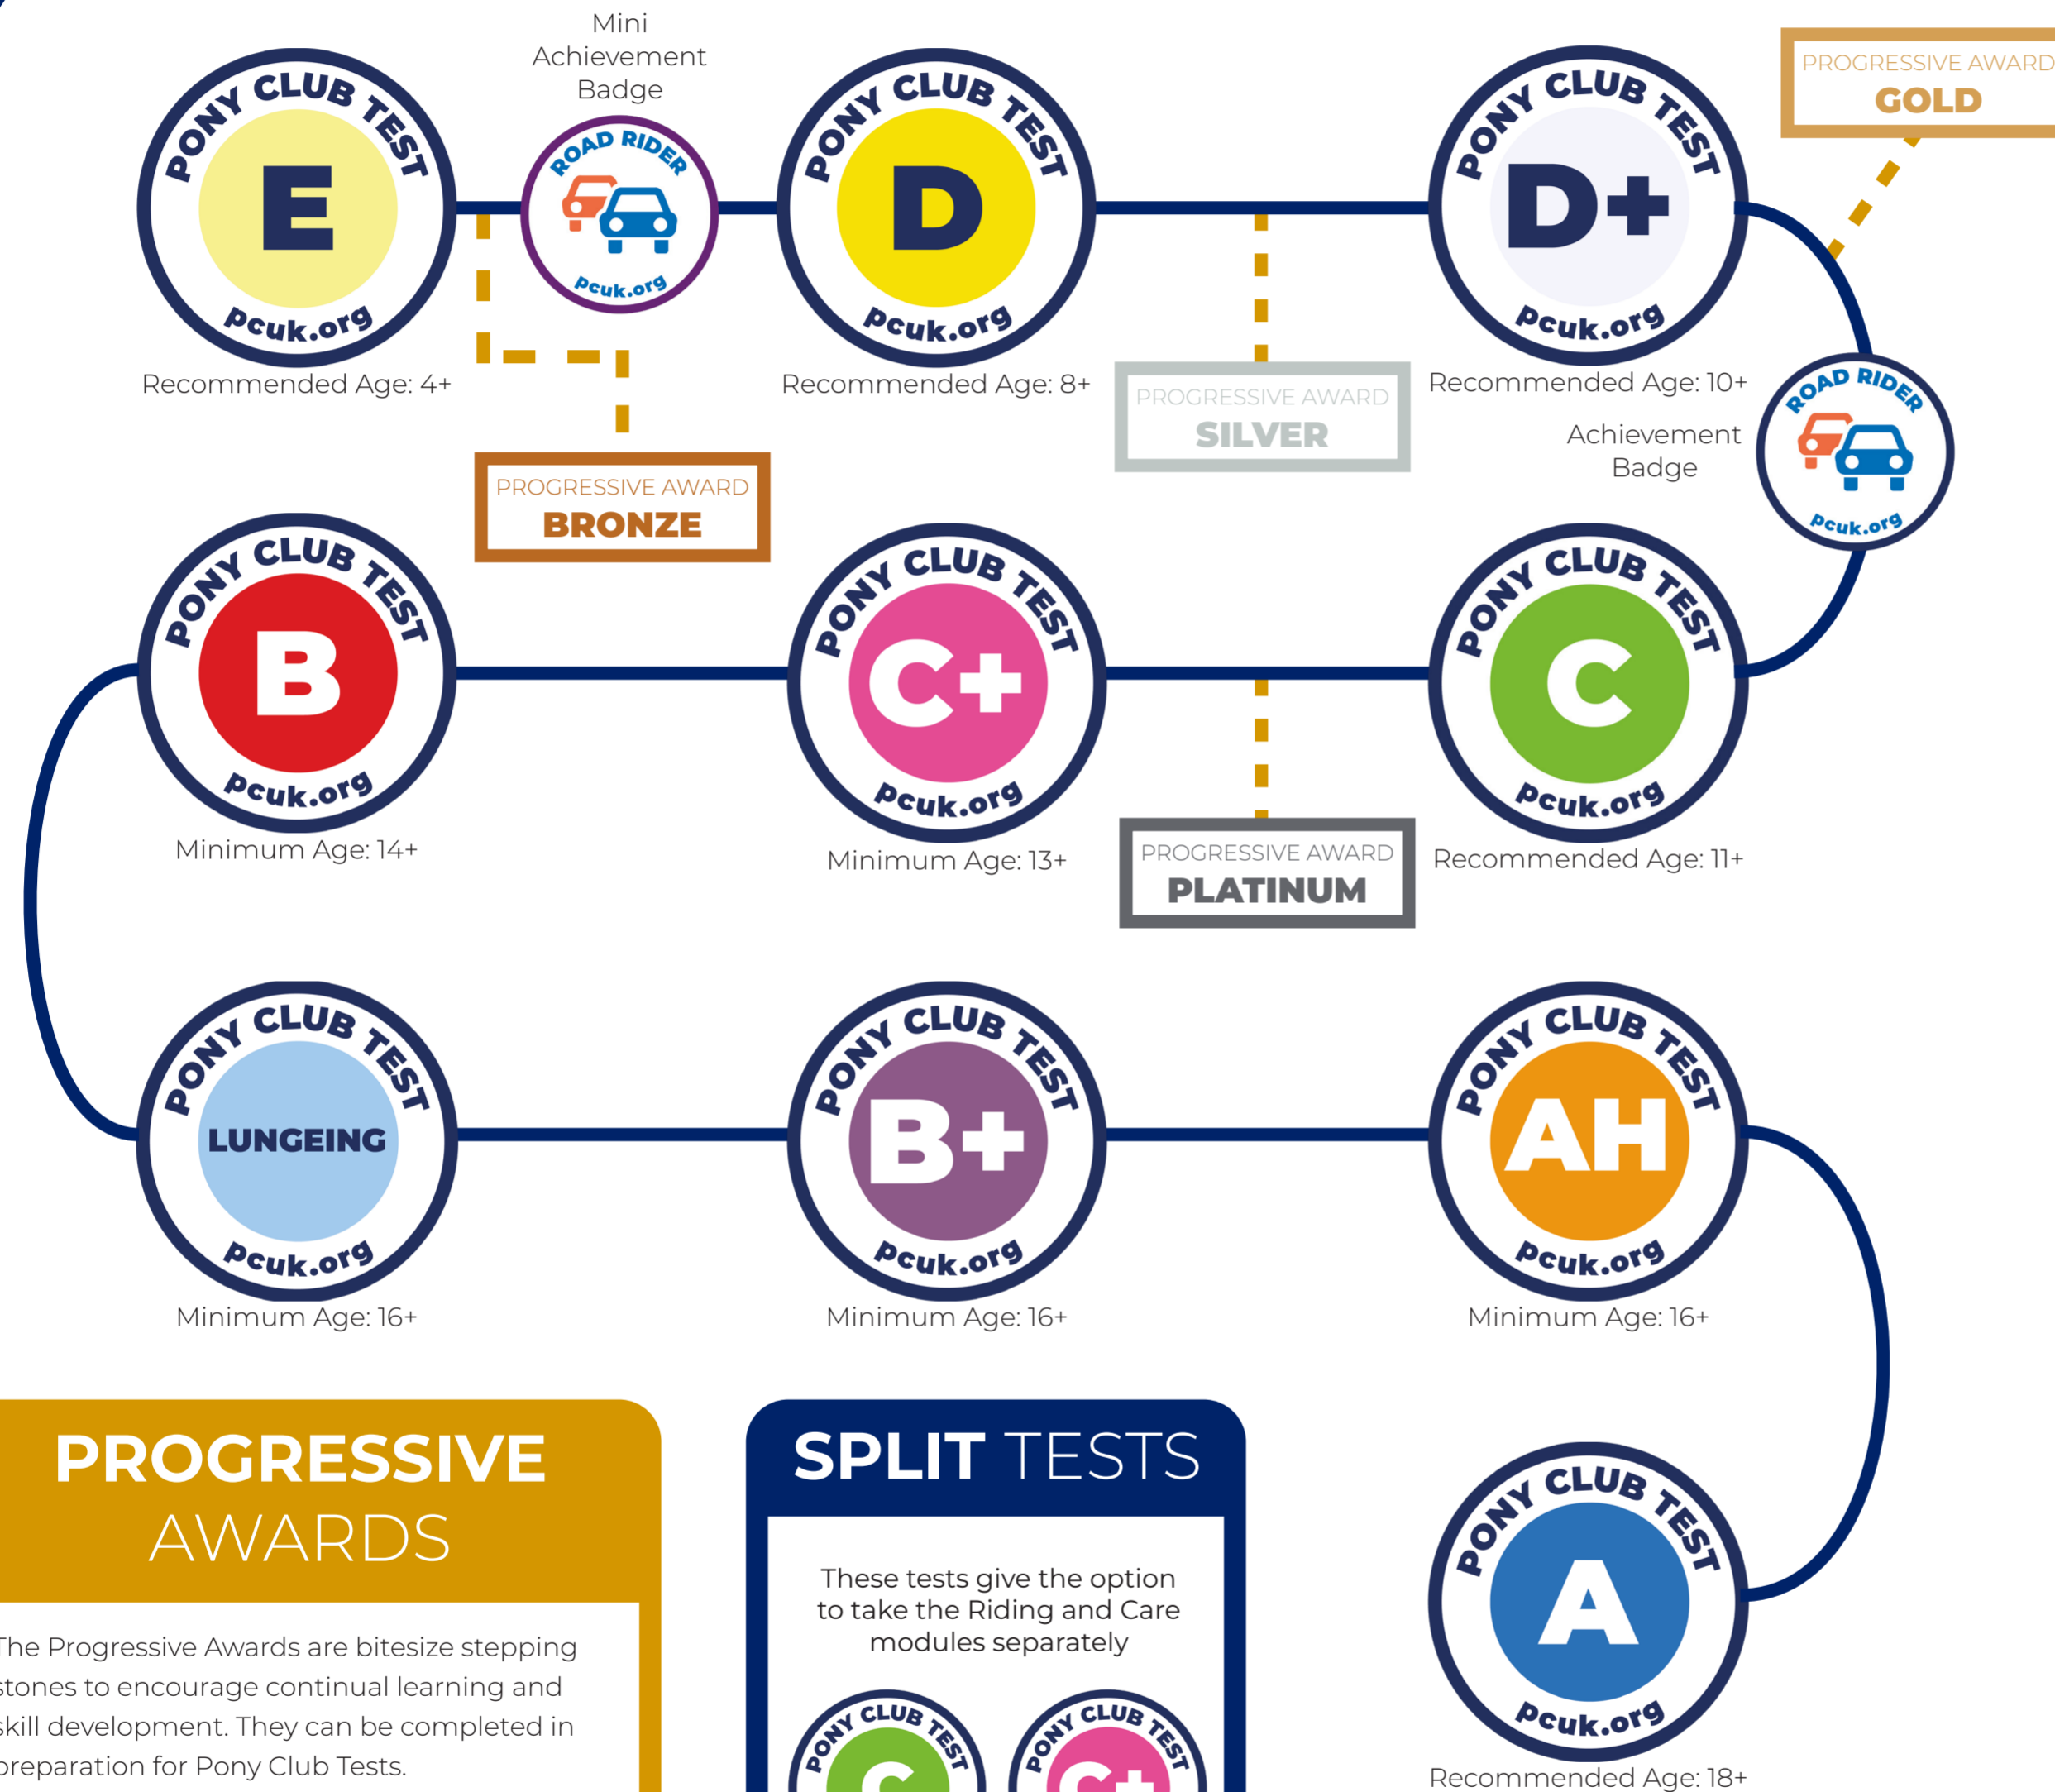 Mini
Achievement
Badge
PONY CLUB TEST
E
pcuk.org
Recommended Age: 4+
ROAD RIDER
pcuk.org
PONY CLUB TEST
D
pcuk.org
Recommended Age: 8+
PONY CLUB TEST
D+
pcuk.org
Recommended Age: 10+
PROGRESSIVE AWARD
GOLD
PROGRESSIVE AWARD
BRONZE
PROGRESSIVE AWARD
SILVER
Achievement
Badge
ROAD RIDER
pcuk.org
PONY CLUB TEST
B
pcuk.org
Minimum Age: 14+
PONY CLUB TEST
C+
pcuk.org
Minimum Age: 13+
PROGRESSIVE AWARD
PLATINUM
PONY CLUB TEST
C
pcuk.org
Recommended Age: 11+
PONY CLUB TEST
LUNGEING
pcuk.org
Minimum Age: 16+
PONY CLUB TEST
B+
pcuk.org
Minimum Age: 16+
PONY CLUB TEST
AH
pcuk.org
Minimum Age: 16+
PROGRESSIVE
AWARDS
The Progressive Awards are bitesize stepping
stones to encourage continual learning and
skill development. They can be completed in
preparation for Pony Club Tests.
SPLIT TESTS
These tests give the option
to take the Riding and Care
modules separately
PONY CLUB TEST
C
PONY CLUB TEST
C+
PONY CLUB TEST
A
pcuk.org
Recommended Age: 18+